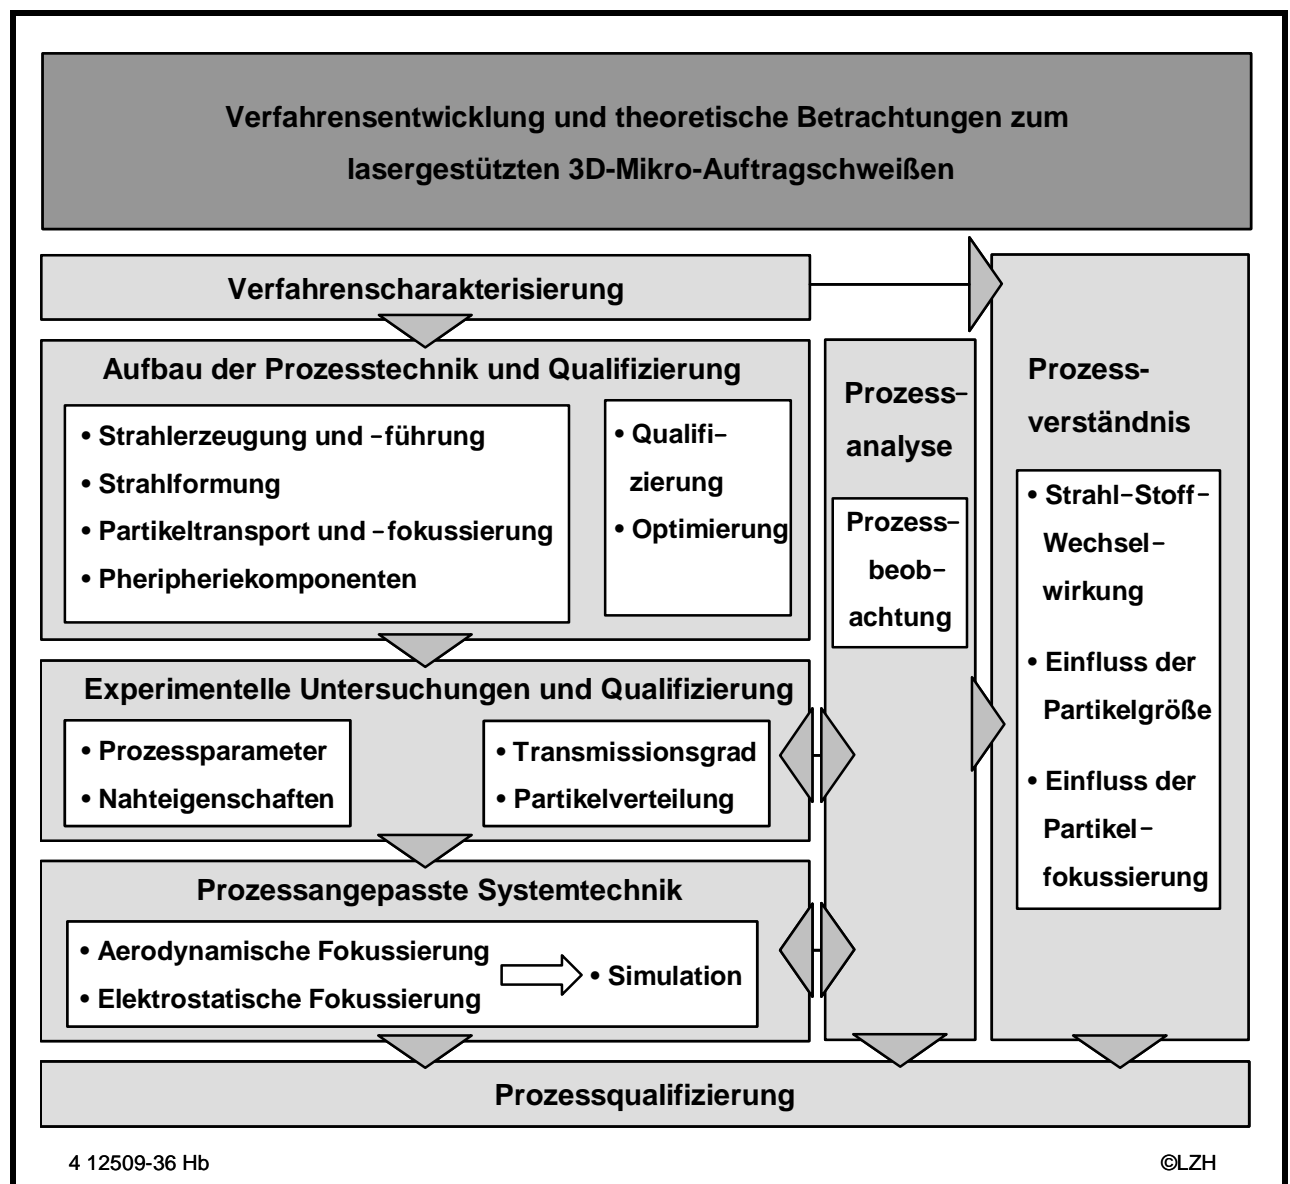 Verfahrensentwicklung und theoretische Betrachtungen zum
lasergestützten 3D-Mikro-Auftragschweißen
Verfahrenscharakterisierung
Aufbau der Prozesstechnik und Qualifizierung
• Strahlerzeugung und -führung
• Strahlformung
• Partikeltransport und -fokussierung
• Pheripheriekomponenten
• Qualifi-
zierung
• Optimierung
Experimentelle Untersuchungen und Qualifizierung
• Prozessparameter
• Nahteigenschaften
• Transmissionsgrad
• Partikelverteilung
Prozessangepasste Systemtechnik
• Aerodynamische Fokussierung
• Elektrostatische Fokussierung
• Simulation
Prozess-
analyse
Prozess-
beob-
achtung
Prozess-
verständnis
• Strahl-Stoff-
Wechsel-
wirkung
• Einfluss der
Partikelgröße
• Einfluss der
Partikel-
fokussierung
Prozessqualifizierung
4 12509-36 Hb
©LZH